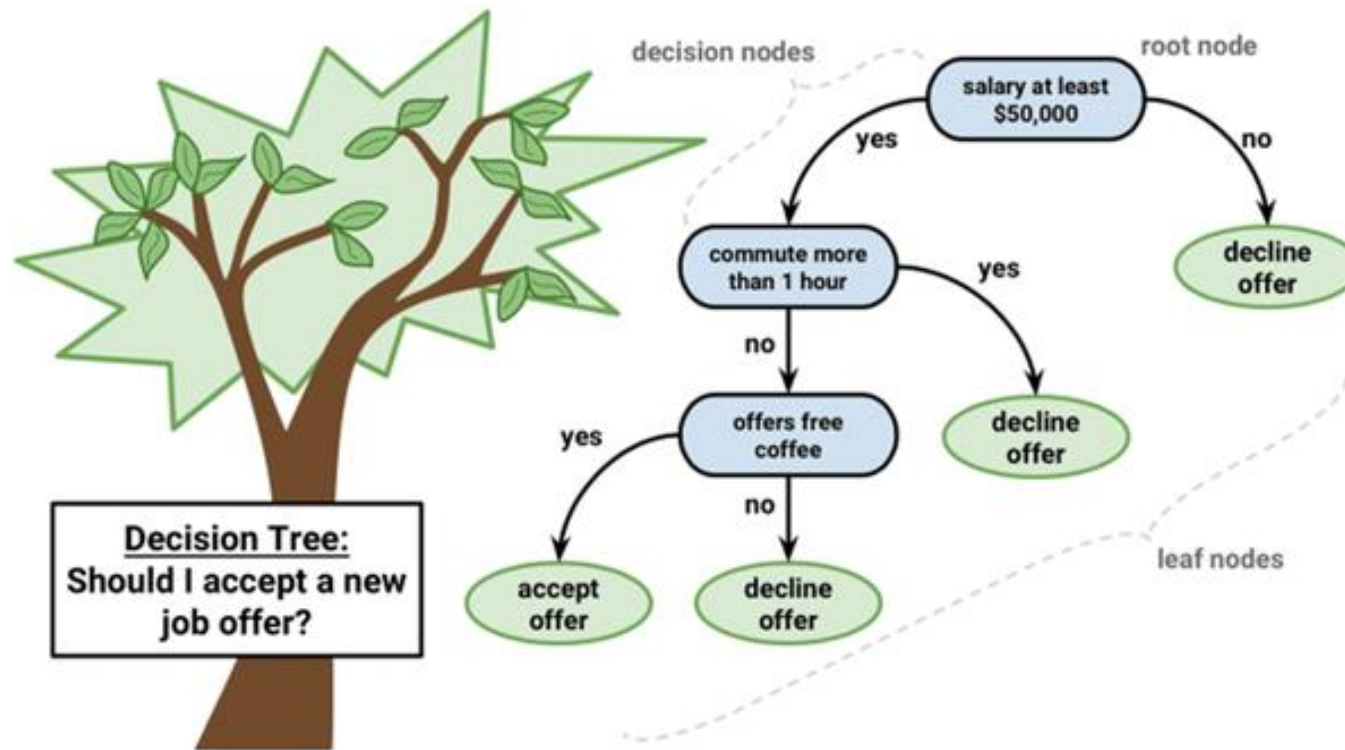 decision nodes
root node
salary at least
$50,000
yes
no
commute more
than 1 hour
yes
decline
offer
no
offers free
coffee
yes
decline
offer
no
Decision Tree:
Should I accept a new
job offer?
accept
offer
decline
offer
leaf nodes